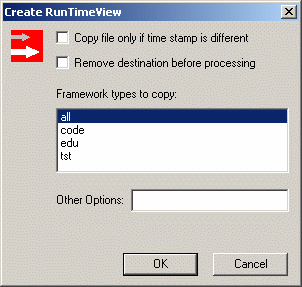 Create RunTimeView
Copy file only if time stamp is different
Remove destination before processing
Framework types to copy:
all
code
edu
tst
Other Options:
OK
Cancel